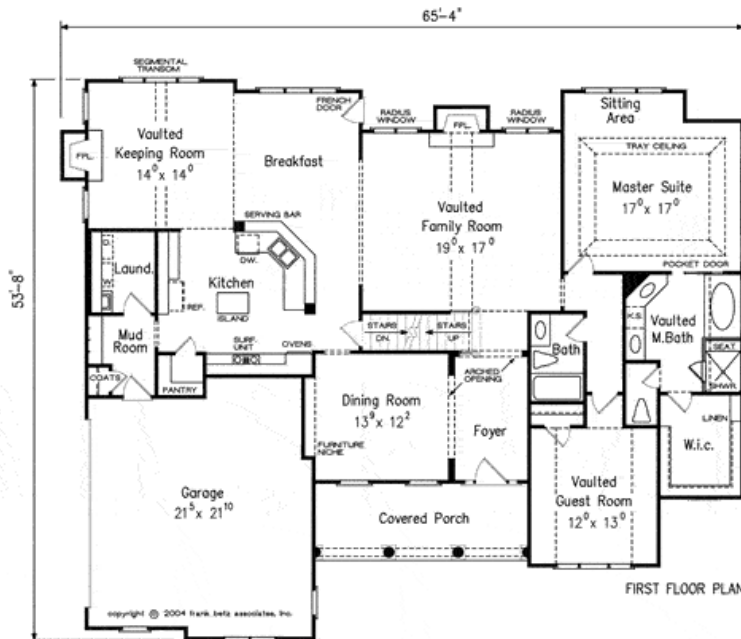 65'-4"
SEGMENTAL
TRANSOM
FRENCH
DOOR
RADIUS
WINDOW
FPL.
RADIUS
WINDOW
Sitting
Area
Vaulted
Keeping Room
14⁰ x 14⁰
FPL.
Breakfast
TRAY CEILING
Master Suite
17⁰ x 17⁰
Vaulted
Family Room
19⁰ x 17⁰
SERVING BAR
DW.
POCKET DOOR
53'-8"
D.
Laund.
W.
Kitchen
REF.
ISLAND
K.S.
Vaulted
M.Bath
SEAT
SHWR.
Mud
Room
SURF.
UNIT
OVENS
STAIRS
DN.
STAIRS
UP
Bath
COATS
PANTRY
ARCHED
OPENING
Dining Room
13⁹ x 12²
FURNITURE
NICHE
Foyer
LINEN
W.i.c.
Garage
21⁵ x 21¹⁰
Covered Porch
Vaulted
Guest Room
12⁰ x 13⁰
FIRST FLOOR PLAN
copyright © 2004 frank betz associates, inc.